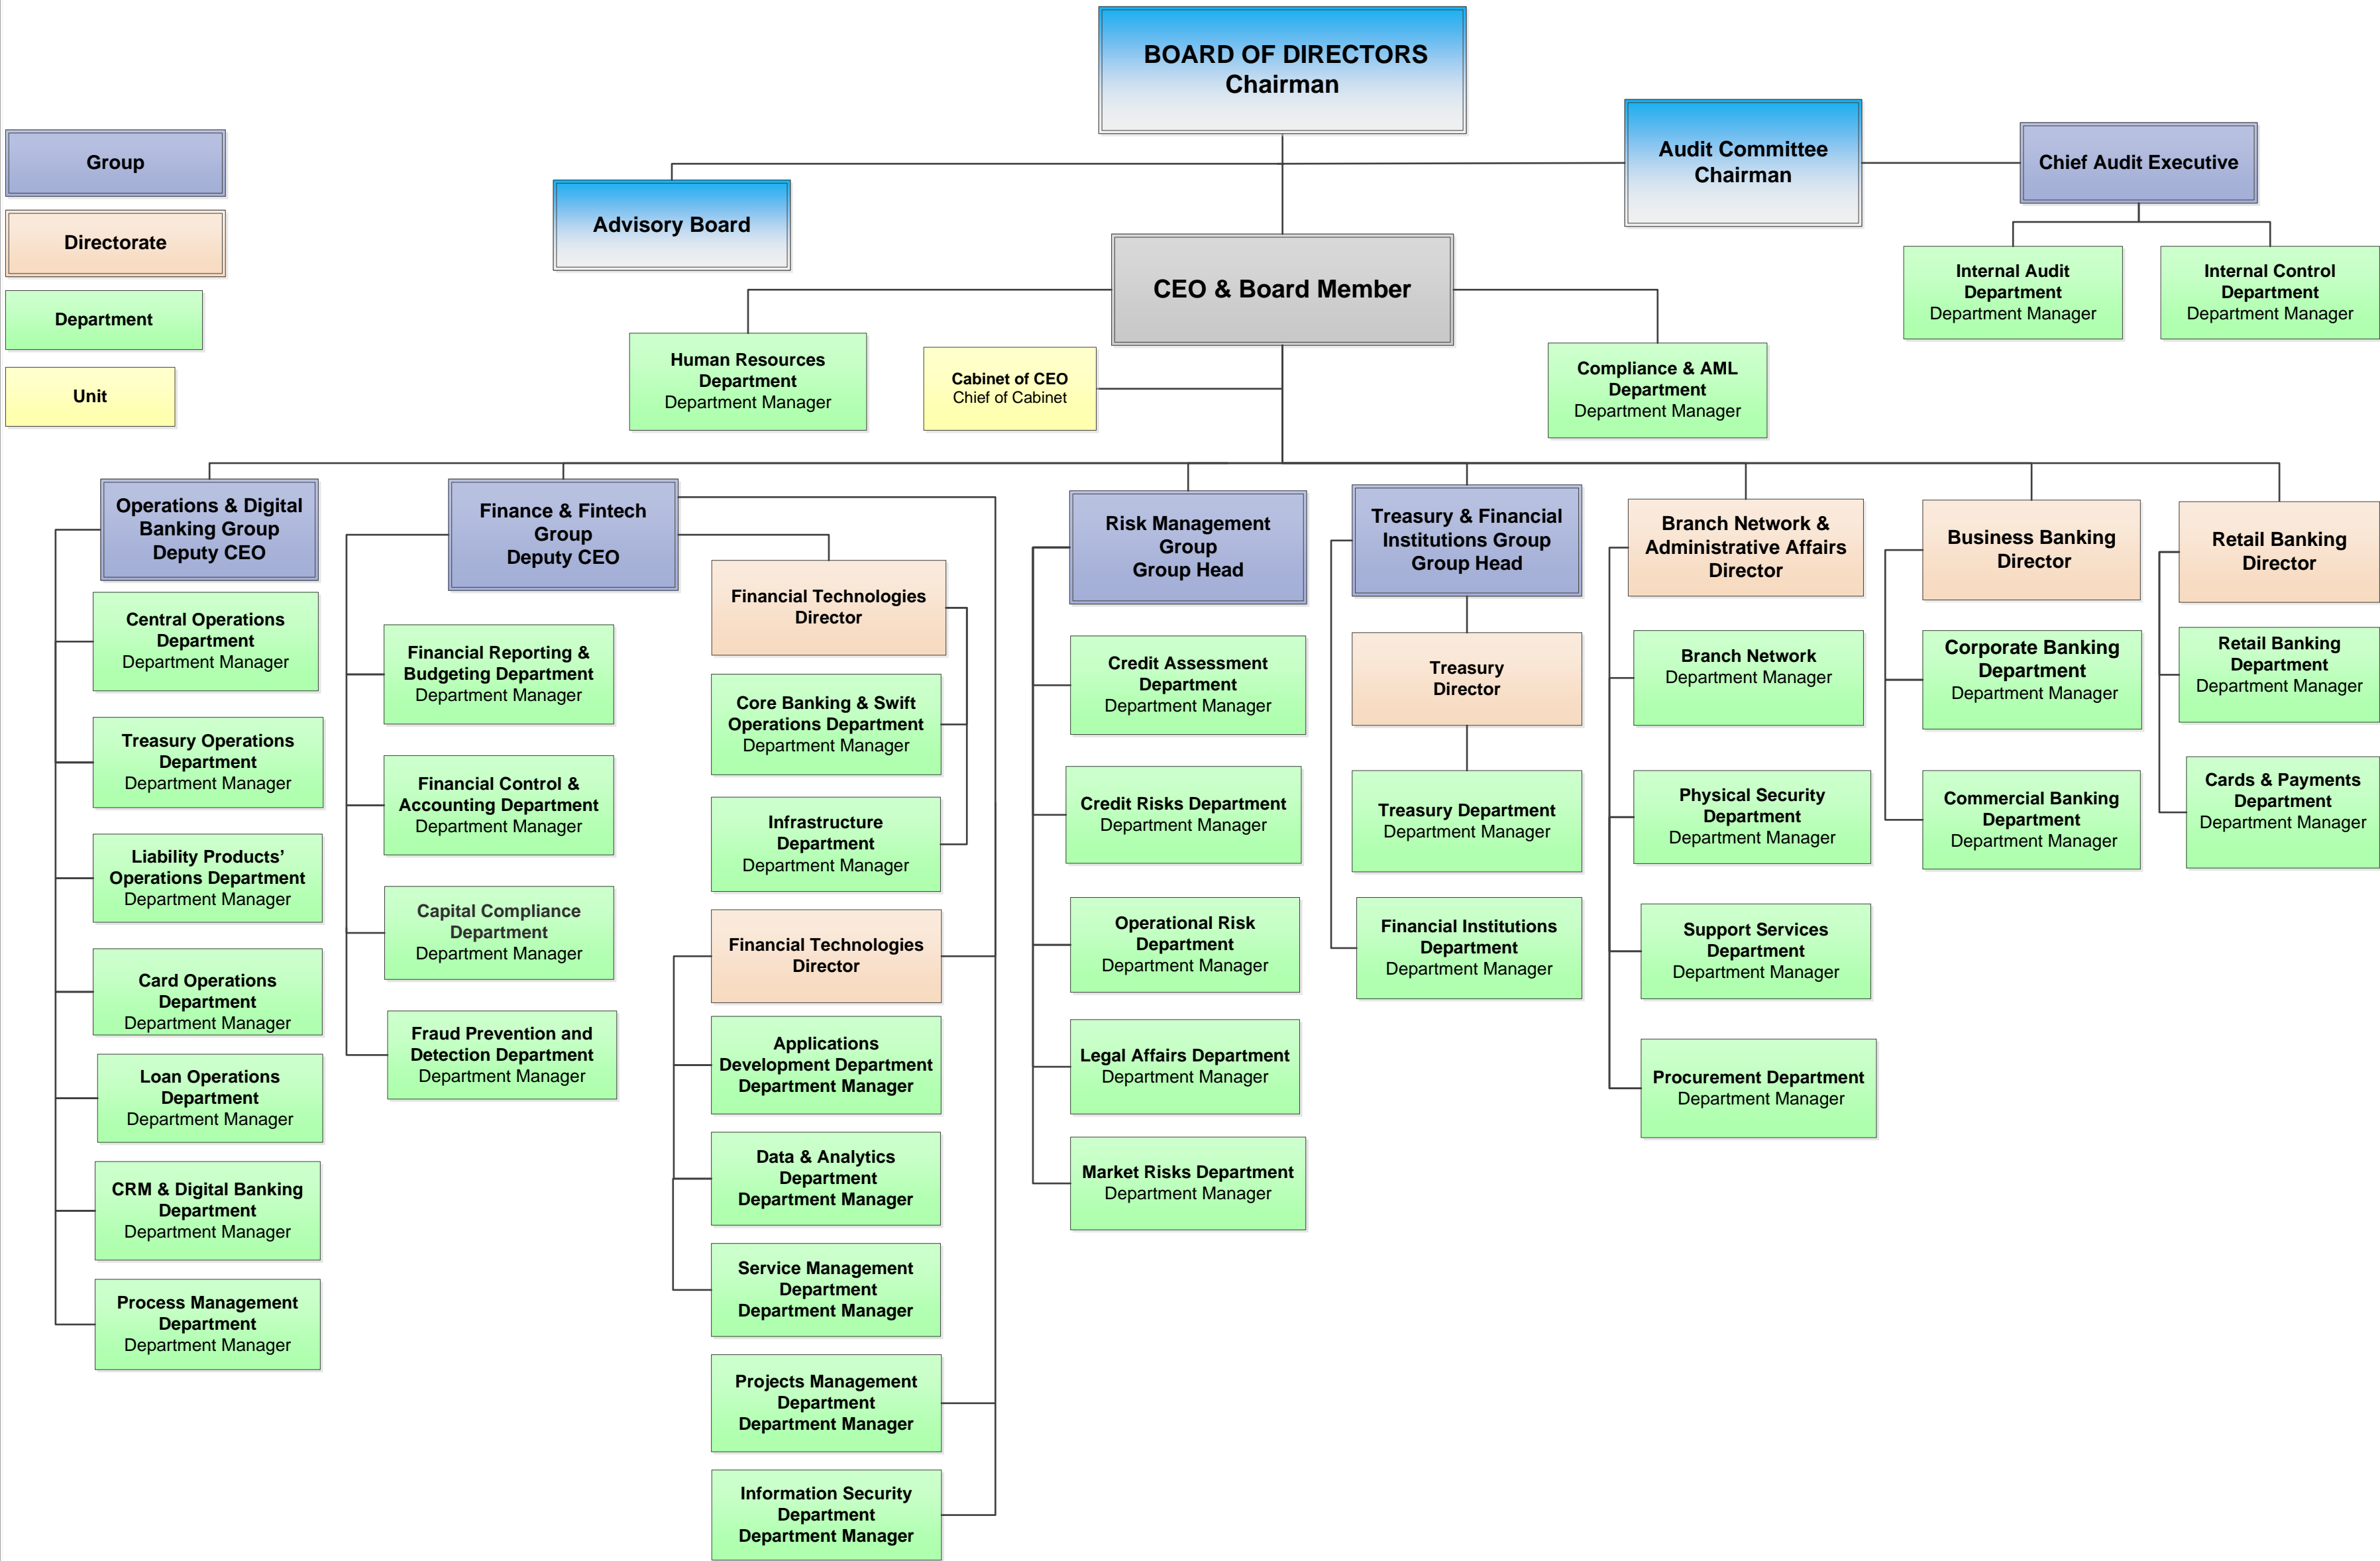 BOARD OF DIRECTORS
Chairman
Group
Directorate
Department
Unit
Advisory Board
Audit Committee
Chairman
Chief Audit Executive
Internal Audit
Department
Department Manager
Internal Control
Department
Department Manager
CEO & Board Member
Human Resources
Department
Department Manager
Cabinet of CEO
Chief of Cabinet
Compliance & AML
Department
Department Manager
Operations & Digital
Banking Group
Deputy CEO
Central Operations
Department
Department Manager
Treasury Operations
Department
Department Manager
Liability Products’
Operations Department
Department Manager
Card Operations
Department
Department Manager
Loan Operations
Department
Department Manager
CRM & Digital Banking
Department
Department Manager
Process Management
Department
Department Manager
Finance & Fintech
Group
Deputy CEO
Financial Reporting &
Budgeting Department
Department Manager
Financial Control &
Accounting Department
Department Manager
Capital Compliance
Department
Department Manager
Fraud Prevention and
Detection Department
Department Manager
Financial Technologies
Director
Core Banking & Swift
Operations Department
Department Manager
Infrastructure
Department
Department Manager
Financial Technologies
Director
Applications
Development Department
Department Manager
Data & Analytics
Department
Department Manager
Service Management
Department
Department Manager
Projects Management
Department
Department Manager
Information Security
Department
Department Manager
Risk Management
Group
Group Head
Credit Assessment
Department
Department Manager
Credit Risks Department
Department Manager
Operational Risk
Department
Department Manager
Legal Affairs Department
Department Manager
Market Risks Department
Department Manager
Treasury & Financial
Institutions Group
Group Head
Treasury
Director
Treasury Department
Department Manager
Financial Institutions
Department
Department Manager
Branch Network &
Administrative Affairs
Director
Branch Network
Department Manager
Physical Security
Department
Department Manager
Support Services
Department
Department Manager
Procurement Department
Department Manager
Business Banking
Director
Corporate Banking
Department
Department Manager
Commercial Banking
Department
Department Manager
Retail Banking
Director
Retail Banking
Department
Department Manager
Cards & Payments
Department
Department Manager